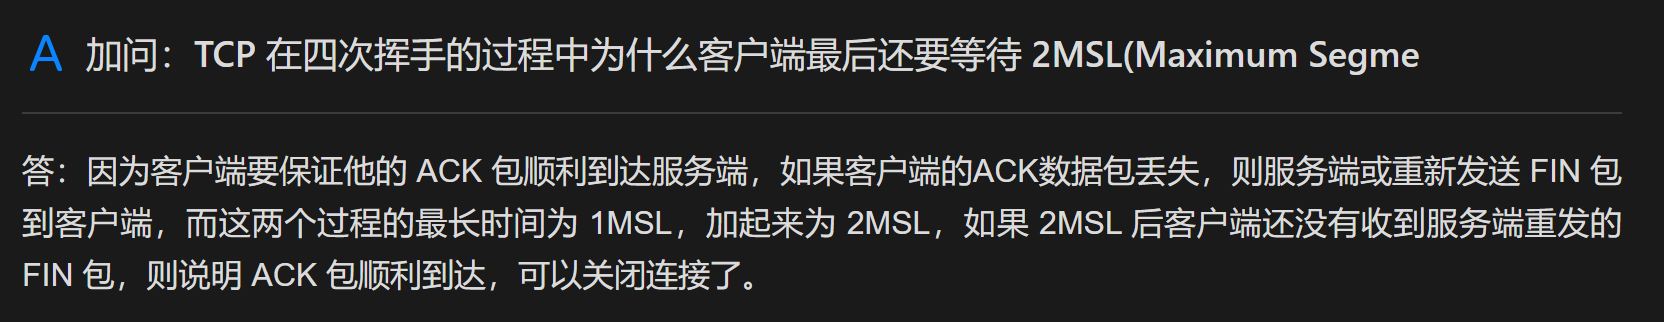 A 加问：TCP 在四次挥手的过程中为什么客户端最后还要等待 2MSL(Maximum Segme
答：因为客户端要保证他的 ACK 包顺利到达服务端，如果客户端的ACK数据包丢失，则服务端或重新发送 FIN 包
到客户端，而这两个过程的最长时间为 1MSL，加起来为 2MSL，如果 2MSL 后客户端还没有收到服务端重发的
FIN 包，则说明 ACK 包顺利到达，可以关闭连接了。